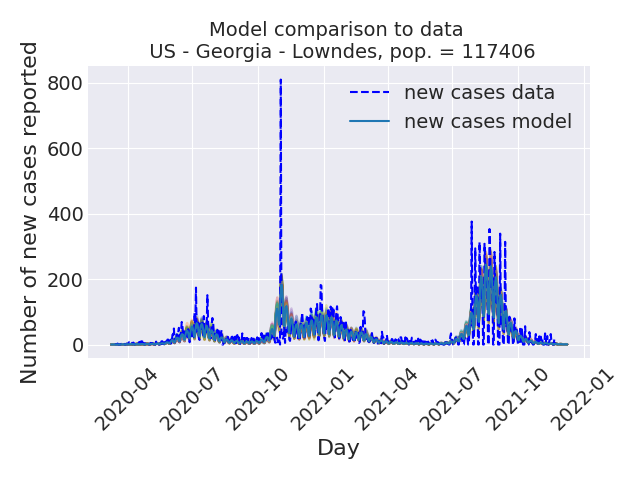 Model comparison to data
US - Georgia - Lowndes, pop. = 117406
Number of new cases reported
800
600
400
200
0
new cases data
new cases model
2020-04
2020-07
2020-10
2021-01
2021-04
2021-07
2021-10
2022-01
Day